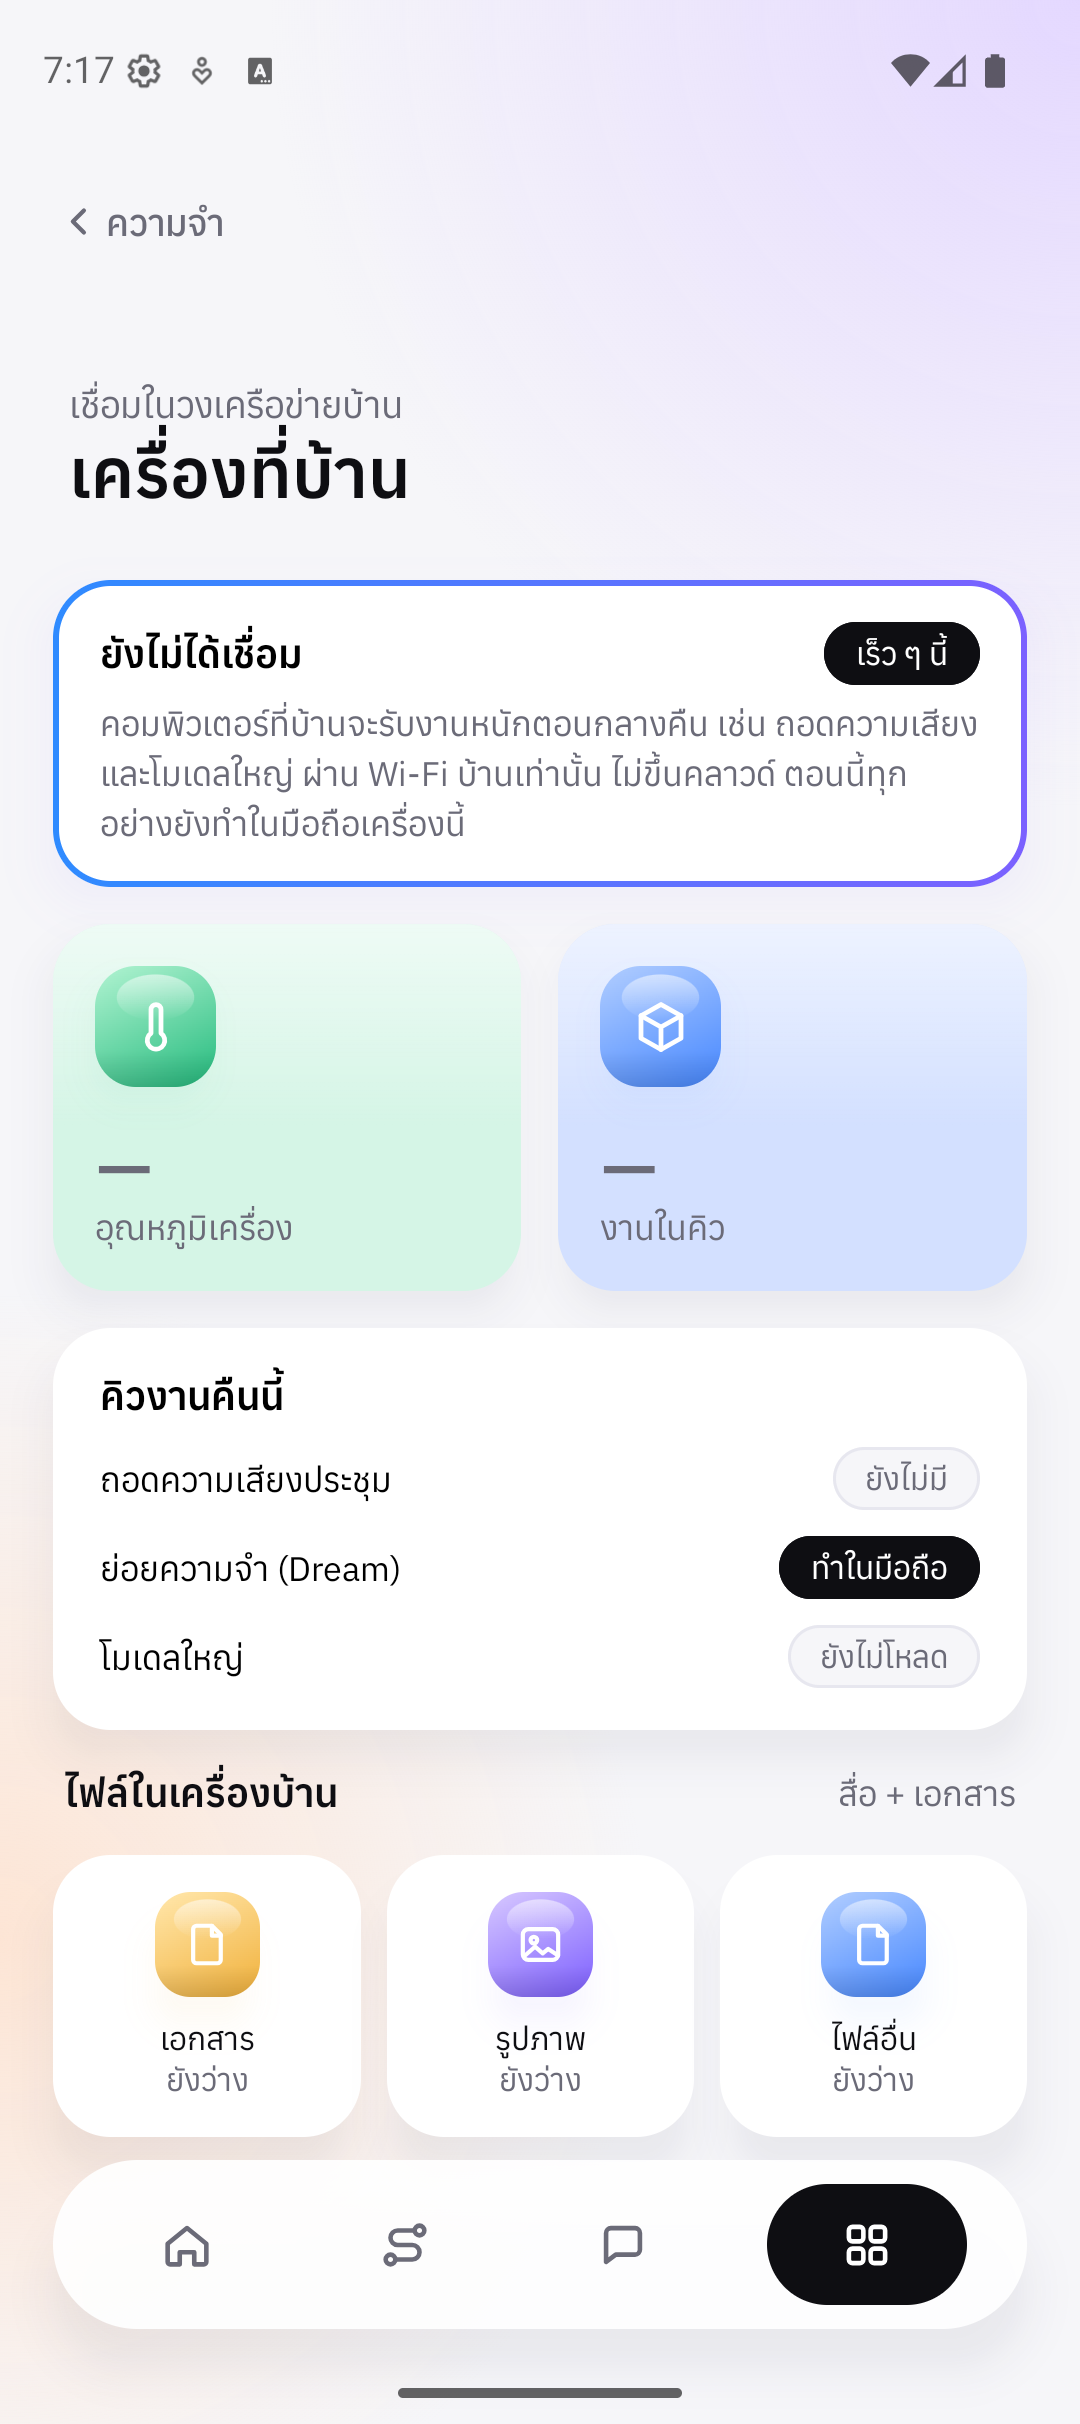 7:17
ความจำ
เชื่อมในวงเครือข่ายบ้าน
เครื่องที่บ้าน
ยังไม่ได้เชื่อม
เร็ว ๆ นี้
คอมพิวเตอร์ที่บ้านจะรับงานหนักตอนกลางคืน เช่น ถอดความเสียง
และโมเดลใหญ่ ผ่าน Wi-Fi บ้านเท่านั้น ไม่ขึ้นคลาวด์ ตอนนี้ทุก
อย่างยังทำในมือถือเครื่องนี้
—
อุณหภูมิเครื่อง
—
งานในคิว
คิวงานคืนนี้
ถอดความเสียงประชุม
ยังไม่มี
ย่อยความจำ (Dream)
ทำในมือถือ
โมเดลใหญ่
ยังไม่โหลด
ไฟล์ในเครื่องบ้าน
สื่อ + เอกสาร
เอกสาร
ยังว่าง
รูปภาพ
ยังว่าง
ไฟล์อื่น
ยังว่าง